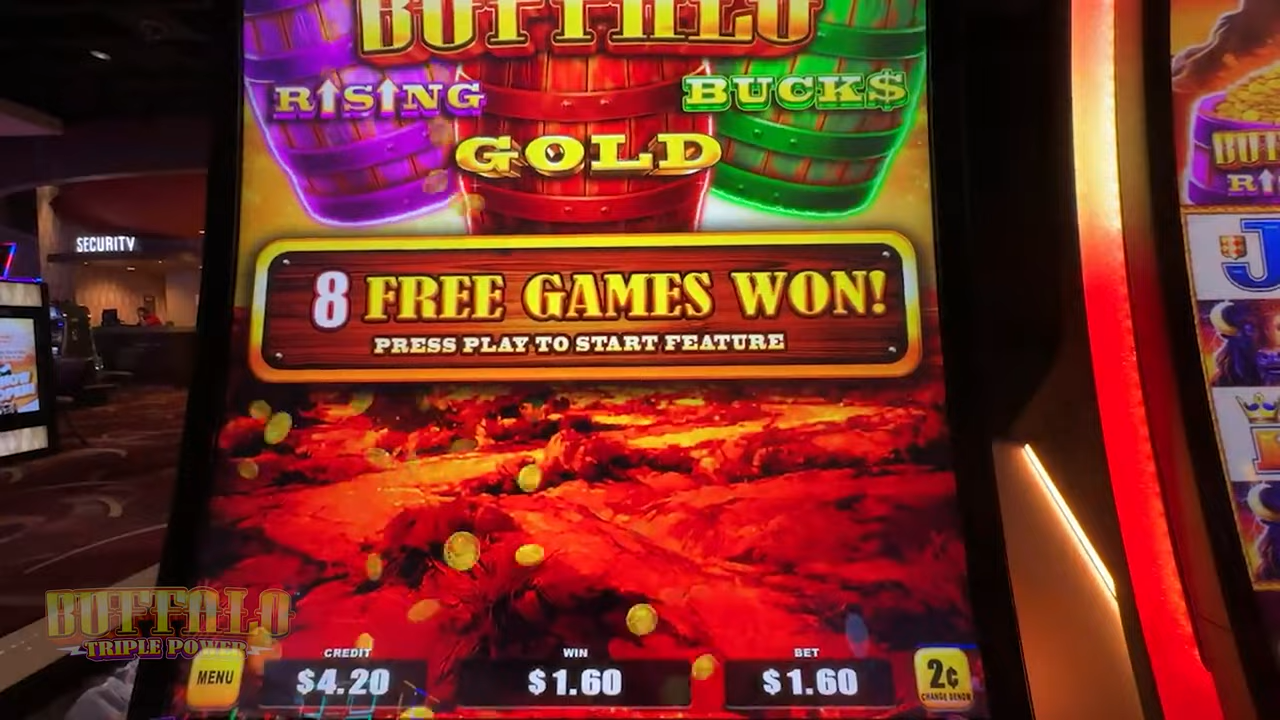 BUFFALO
RISING
BUCK$
GOLD
SECURITY
8 FREE GAMES WON!
PRESS PLAY TO START FEATURE
J
BUFFALO
TRIPLE POWER
MENU
CREDIT
$4.20
WIN
$1.60
BET
$1.60
2¢
CHANGE DENOM